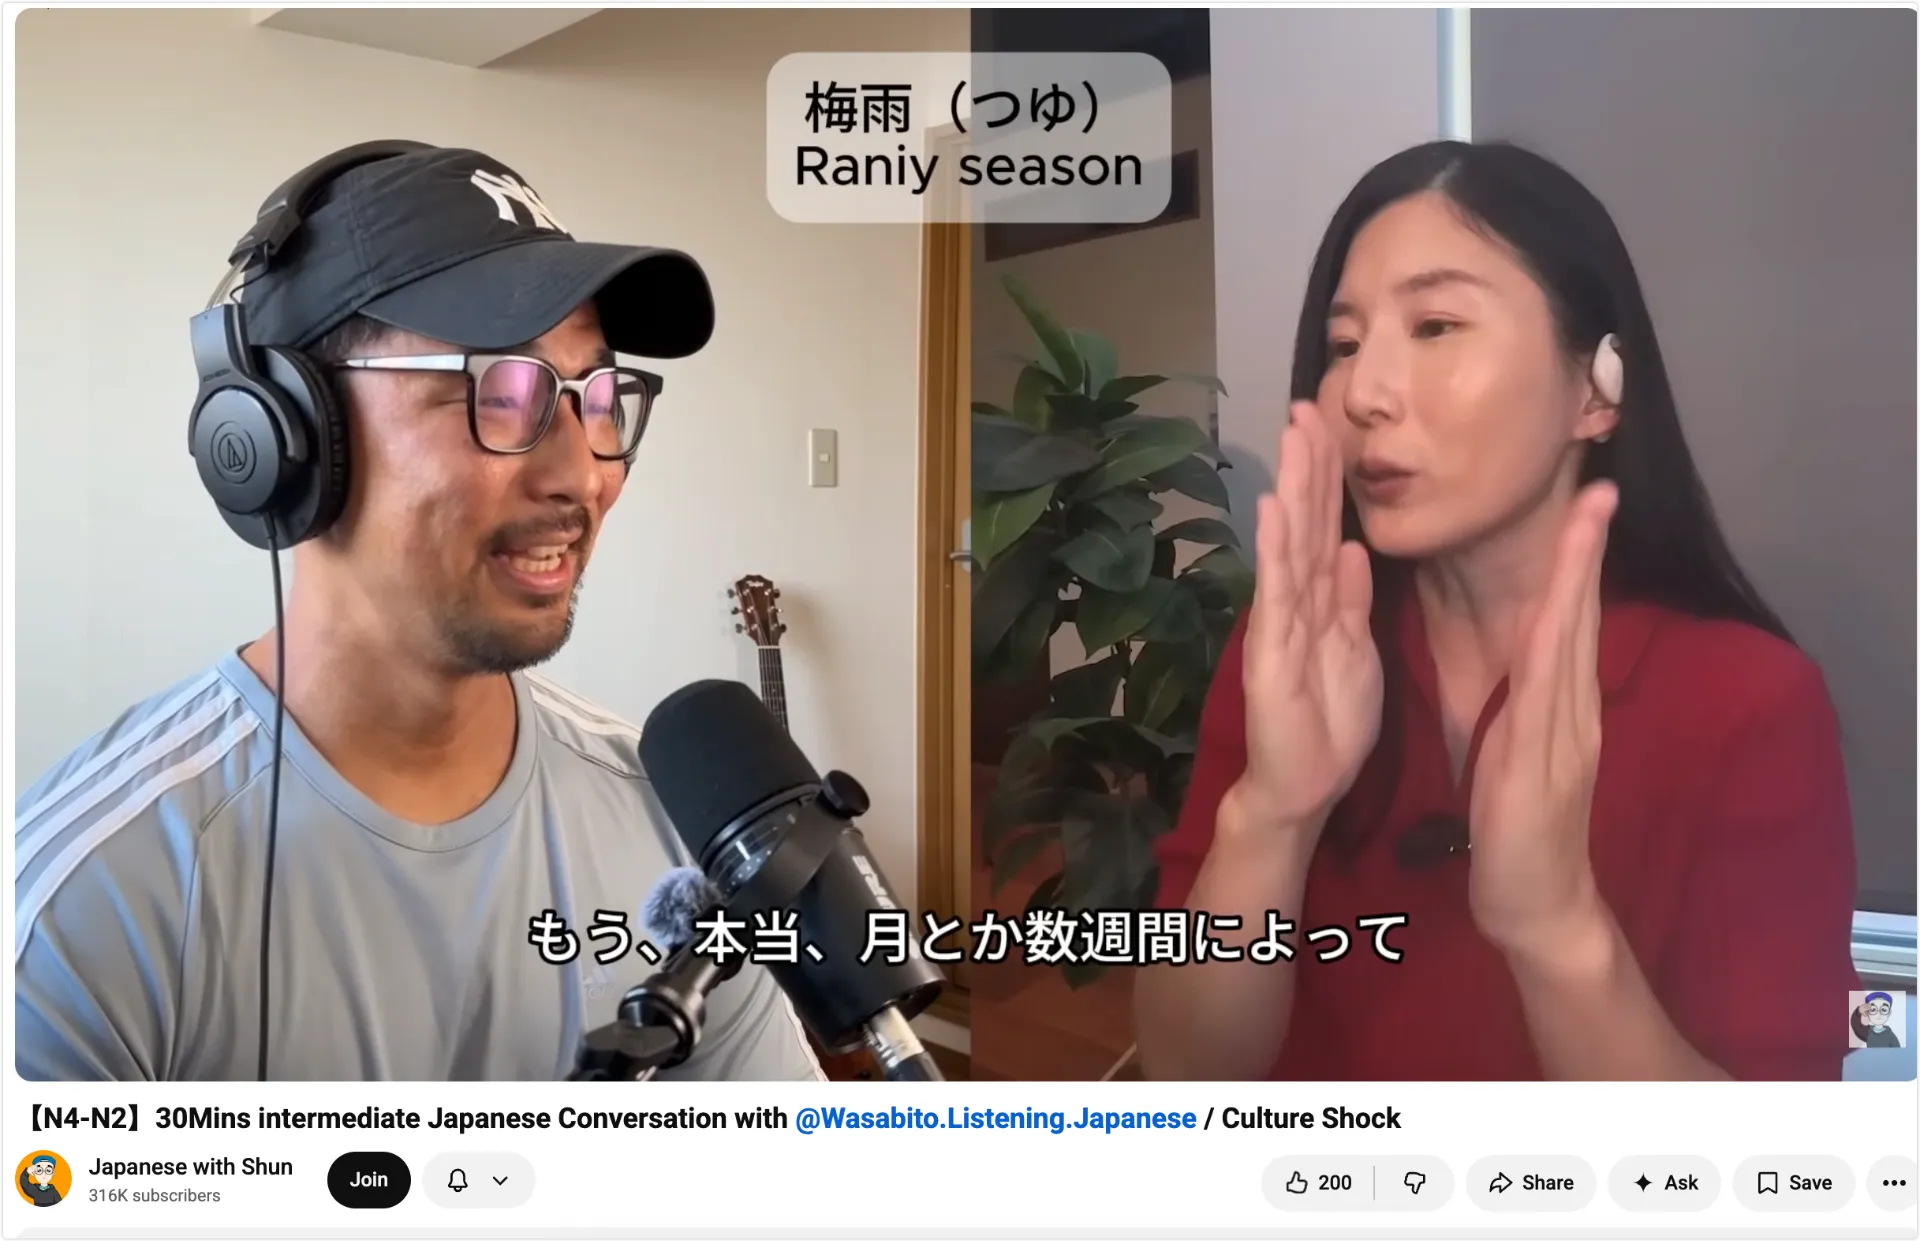 梅雨（つゆ）
Raniy season
もう、本当、月とか数週間によって
【N4-N2】30Mins intermediate Japanese Conversation with @Wasabito.Listening.Japanese / Culture Shock
Japanese with Shun
316K subscribers
Join
200
Share
Ask
Save